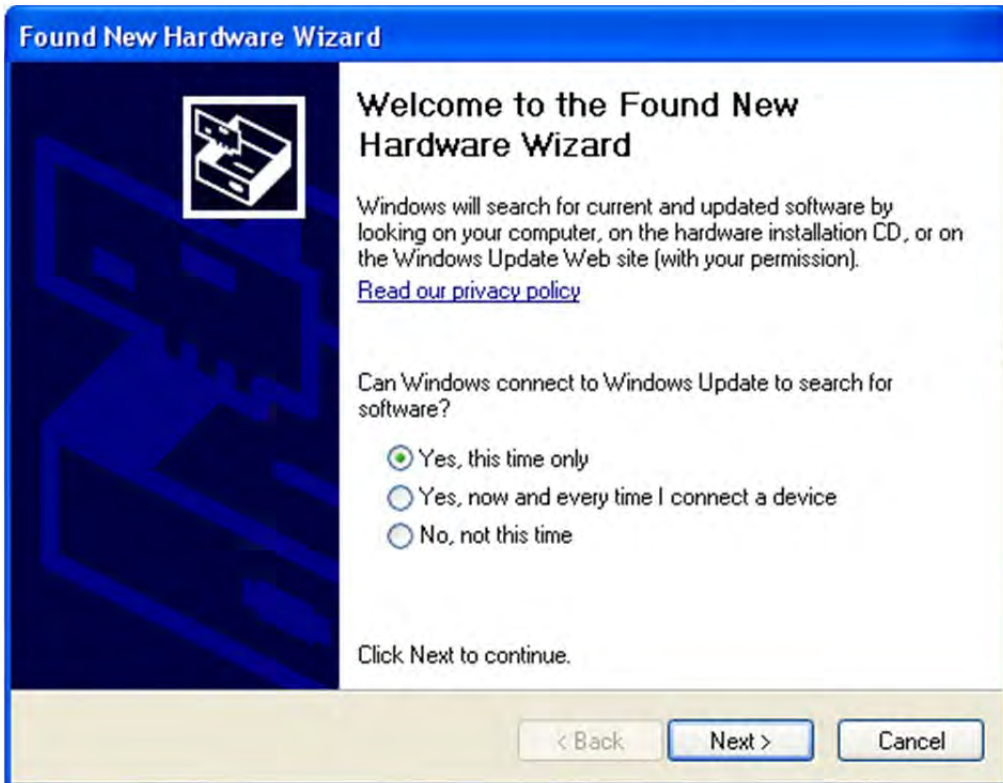 Found New Hardware Wizard
Welcome to the Found New
Hardware Wizard
Windows will search for current and updated software by
looking on your computer, on the hardware installation CD, or on
the Windows Update Web site (with your permission).
Read our privacy policy
Can Windows connect to Windows Update to search for
software?
Yes, this time only
Yes, now and every time I connect a device
No, not this time
Click Next to continue.
< Back
Next >
Cancel